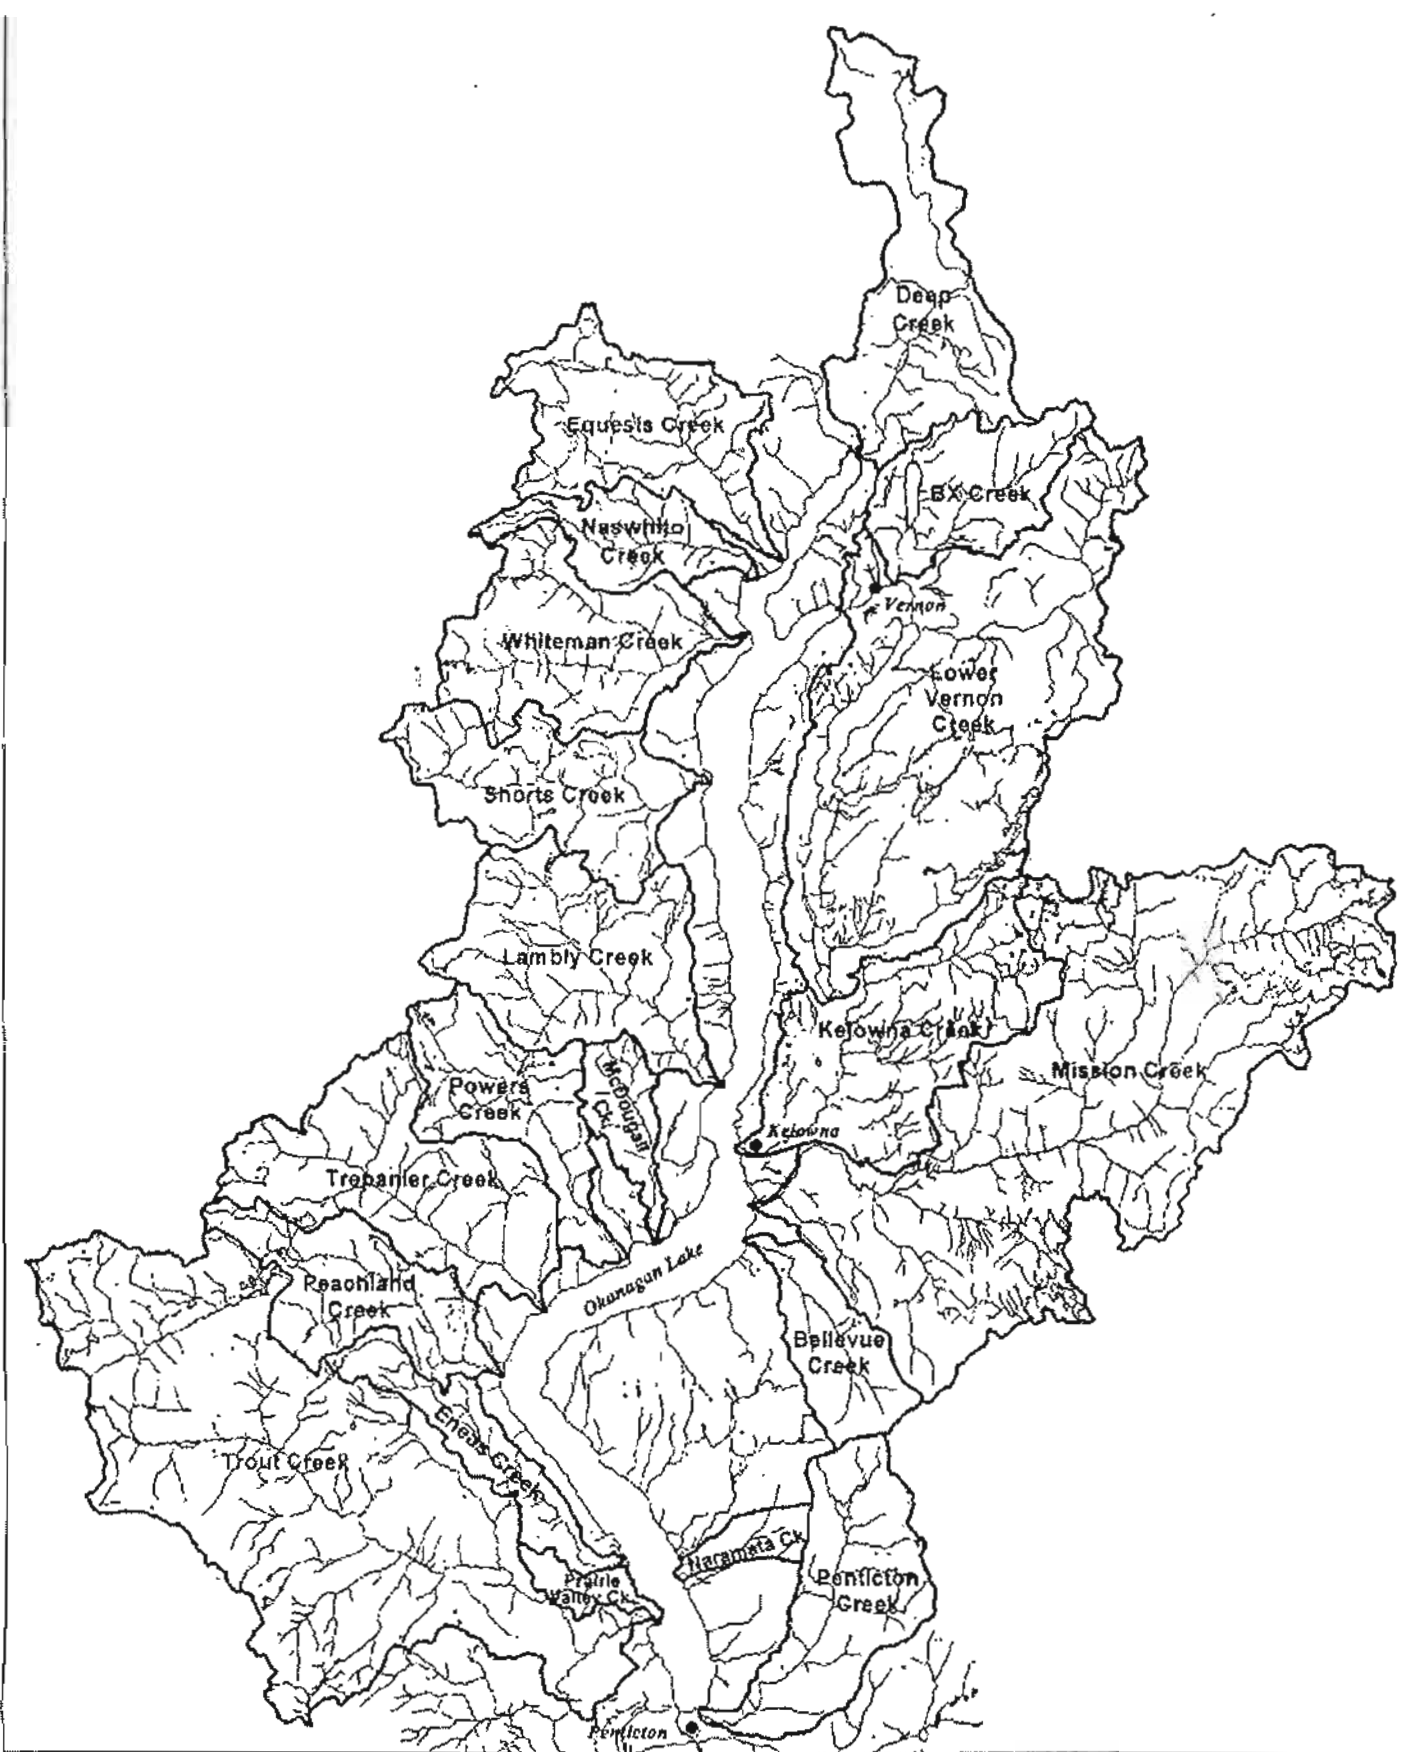 Deep
Creek
Equesis Creek
BX Creek
Naswhito
Creek
Vernon
Whiteman Creek
Lower
Vernon
Creek
Shorts Creek
Lambly Creek
Kelowna Creek
Mission Creek
Powers
Creek
McDougall
Ck.
Kelowna
Trepanier Creek
Okanagan Lake
Peachland
Creek
Bellevue
Creek
Eneas Creek
Trout Creek
Naramata Ck.
Prairie
Valley Ck.
Penticton
Creek
Penticton